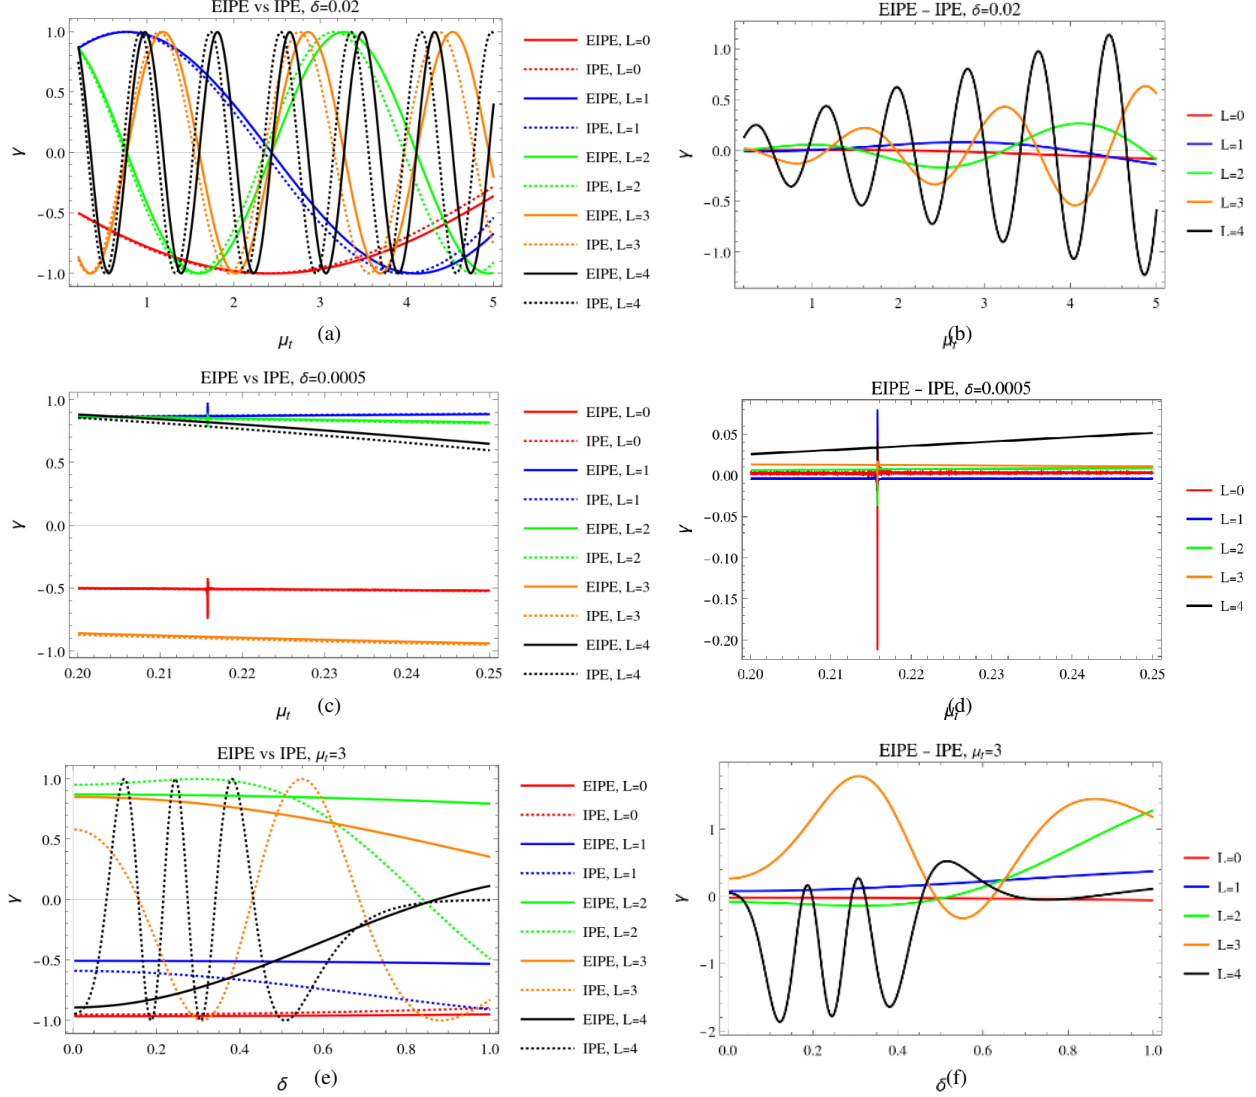 EIPE vs IPE, δ=0.02
γ
1.0
0.5
0.0
−0.5
−1.0
1 2 3 4 5
μt
(a)
EIPE, L=0
IPE, L=0
EIPE, L=1
IPE, L=1
EIPE, L=2
IPE, L=2
EIPE, L=3
IPE, L=3
EIPE, L=4
IPE, L=4
EIPE − IPE, δ=0.02
γ
1.0
0.5
0.0
−0.5
−1.0
1 2 3 4 5
μt
(b)
L=0
L=1
L=2
L=3
L=4
EIPE vs IPE, δ=0.0005
γ
1.0
0.5
0.0
−0.5
−1.0
0.20 0.21 0.22 0.23 0.24 0.25
μt
(c)
EIPE, L=0
IPE, L=0
EIPE, L=1
IPE, L=1
EIPE, L=2
IPE, L=2
EIPE, L=3
IPE, L=3
EIPE, L=4
IPE, L=4
EIPE − IPE, δ=0.0005
γ
0.05
0.00
−0.05
−0.10
−0.15
−0.20
0.20 0.21 0.22 0.23 0.24 0.25
μt
(d)
L=0
L=1
L=2
L=3
L=4
EIPE vs IPE, μt=3
γ
1.0
0.5
0.0
−0.5
−1.0
0.0 0.2 0.4 0.6 0.8 1.0
δ
(e)
EIPE, L=0
IPE, L=0
EIPE, L=1
IPE, L=1
EIPE, L=2
IPE, L=2
EIPE, L=3
IPE, L=3
EIPE, L=4
IPE, L=4
EIPE − IPE, μt=3
γ
1
0
−1
−2
0.0 0.2 0.4 0.6 0.8 1.0
δ
(f)
L=0
L=1
L=2
L=3
L=4